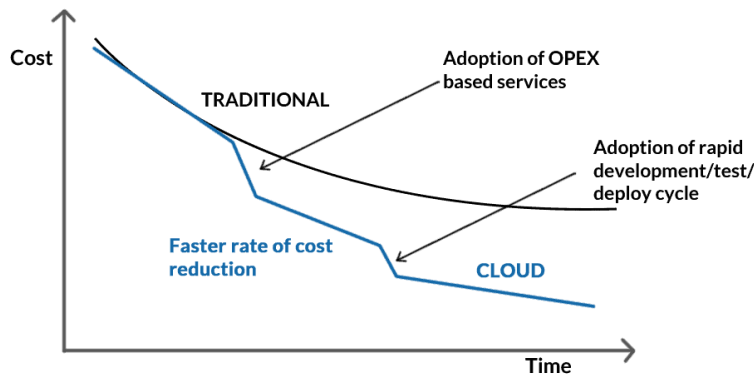 Cost
TRADITIONAL
Adoption of OPEX
based services
Adoption of rapid
development/test/
deploy cycle
Faster rate of cost
reduction
CLOUD
Time